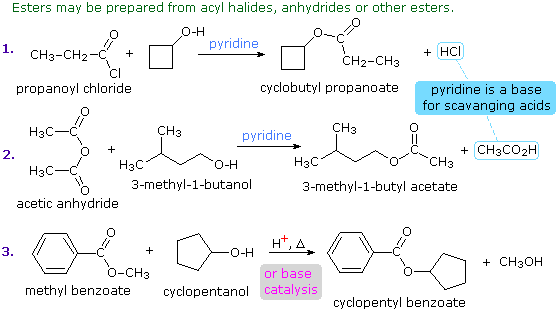 Esters may be prepared from acyl halides, anhydrides or other esters.
1.
CH₃–CH₂
O
Cl
propanoyl chloride
+
O-H
pyridine
O
O
CH₂–CH₃
cyclobutyl propanoate
+ HCl
pyridine is a base
for scavanging acids
2.
O
H₃C
O
H₃C
O
acetic anhydride
+
CH₃
H₃C
O-H
3-methyl-1-butanol
pyridine
CH₃
H₃C
O
O
CH₃
3-methyl-1-butyl acetate
+ CH₃CO₂H
3.
O
O–CH₃
methyl benzoate
+
O-H
cyclopentanol
H⁺, Δ
or base
catalysis
O
O
cyclopentyl benzoate
+ CH₃OH